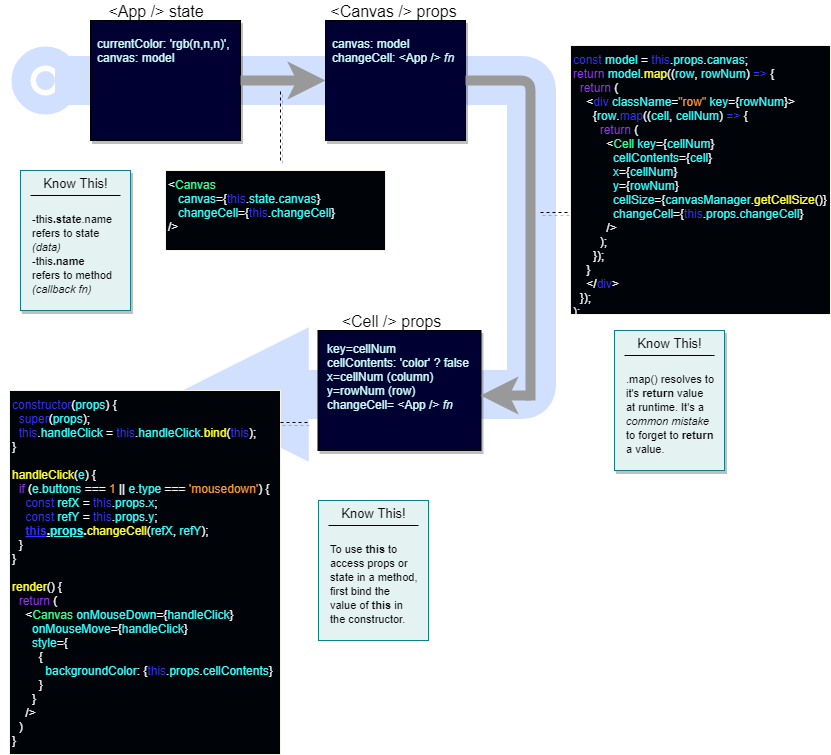 <App /> state
currentColor: 'rgb(n,n,n)',
canvas: model
<Canvas /> props
canvas: model
changeCell: <App /> fn
const model = this.props.canvas;
return model.map((row, rowNum) => {
return (
<div className="row" key={rowNum}>
{row.map((cell, cellNum) => {
return (
<Cell key={cellNum}
cellContents={cell}
x={cellNum}
y={rowNum}
cellSize={canvasManager.getCellSize()}
changeCell={this.props.changeCell}
/>
);
});
}
</div>
});
);
<Canvas
canvas={this.state.canvas}
changeCell={this.changeCell}
/>
Know This!
-this.state.name
refers to state
(data)
-this.name
refers to method
(callback fn)
<Cell /> props
key=cellNum
cellContents: 'color' ? false
x=cellNum (column)
y=rowNum (row)
changeCell= <App /> fn
Know This!
.map() resolves to
it's return value
at runtime. It's a
common mistake
to forget to return
a value.
constructor(props) {
super(props);
this.handleClick = this.handleClick.bind(this);
}
handleClick(e) {
if (e.buttons === 1 || e.type === 'mousedown') {
const refX = this.props.x;
const refY = this.props.y;
this.props.changeCell(refX, refY);
}
}
render() {
return (
<Canvas onMouseDown={handleClick}
onMouseMove={handleClick}
style={
{
backgroundColor: {this.props.cellContents}
}
}
/>
)
}
Know This!
To use this to
access props or
state in a method,
first bind the
value of this in
the constructor.